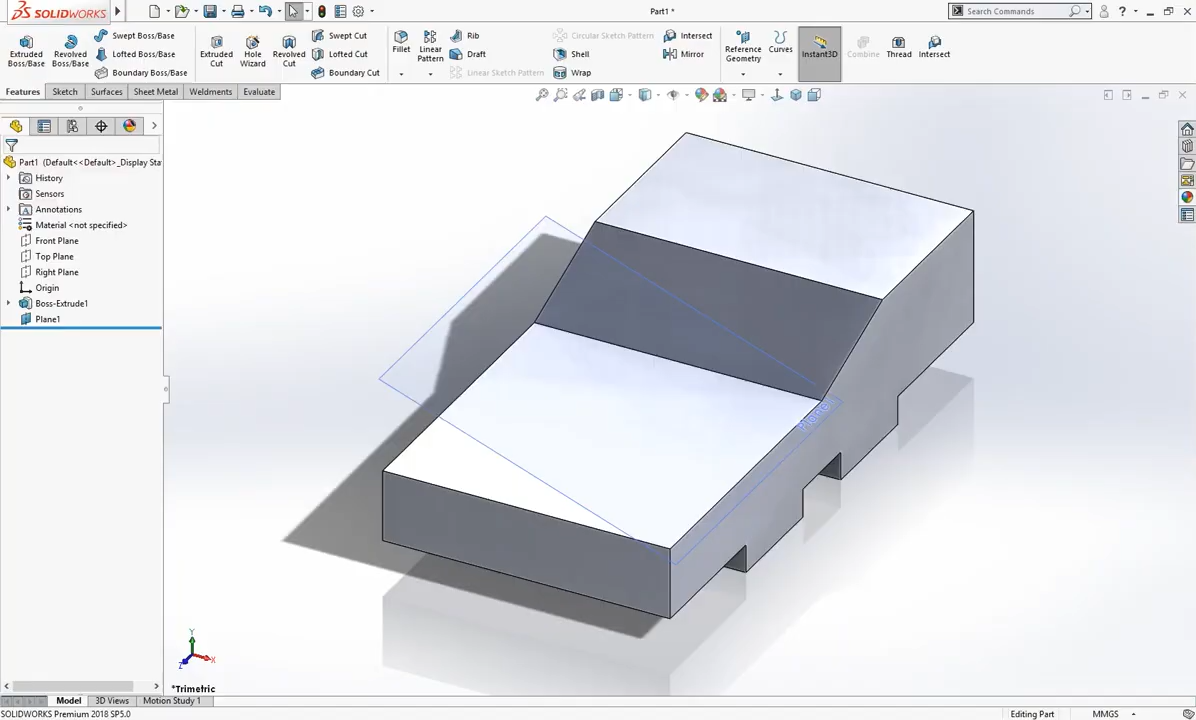 SOLIDWORKS
Part1 *
Search Commands
?
Extruded Boss/Base
Revolved Boss/Base
Swept Boss/Base
Lofted Boss/Base
Boundary Boss/Base
Extruded Cut
Hole Wizard
Revolved Cut
Swept Cut
Lofted Cut
Boundary Cut
Fillet
Linear Pattern
Rib
Draft
Linear Sketch Pattern
Circular Sketch Pattern
Shell
Wrap
Intersect
Mirror
Reference Geometry
Curves
Instant3D
Combine
Thread
Intersect
Features Sketch Surfaces Sheet Metal Weldments Evaluate
Part1 (Default<<Default>_Display Sta
History
Sensors
Annotations
Material <not specified>
Front Plane
Top Plane
Right Plane
Origin
Boss-Extrude1
Plane1
Y
Z
X
*Trimetric
Model 3D Views Motion Study 1
SOLIDWORKS Premium 2018 SP5.0
Editing Part
MMGS